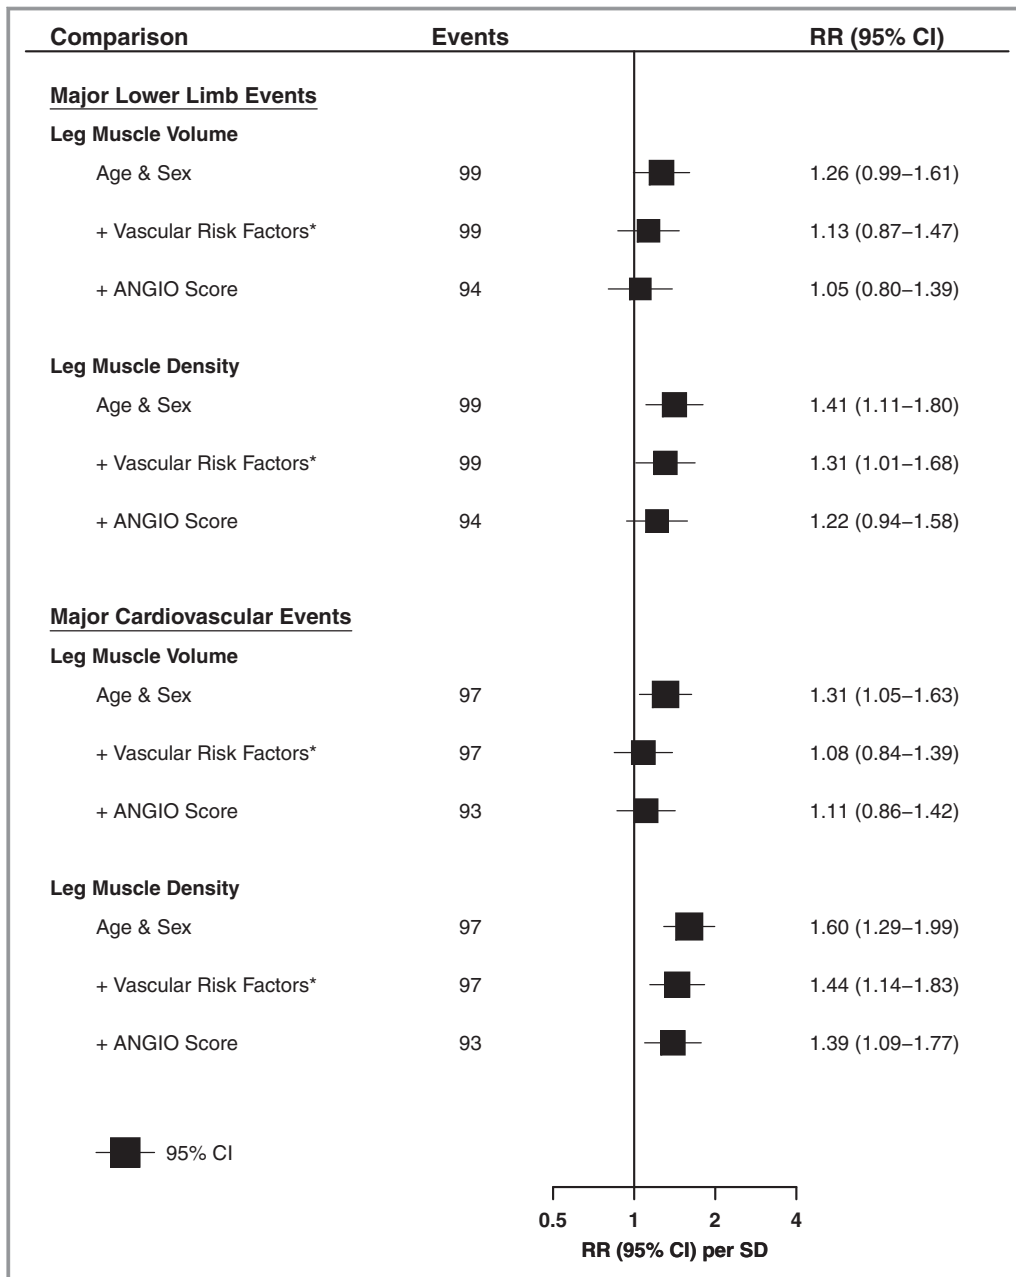 Comparison Events RR (95% CI)
Major Lower Limb Events
Leg Muscle Volume
Age & Sex 99 1.26 (0.99–1.61)
+ Vascular Risk Factors* 99 1.13 (0.87–1.47)
+ ANGIO Score 94 1.05 (0.80–1.39)
Leg Muscle Density
Age & Sex 99 1.41 (1.11–1.80)
+ Vascular Risk Factors* 99 1.31 (1.01–1.68)
+ ANGIO Score 94 1.22 (0.94–1.58)
Major Cardiovascular Events
Leg Muscle Volume
Age & Sex 97 1.31 (1.05–1.63)
+ Vascular Risk Factors* 97 1.08 (0.84–1.39)
+ ANGIO Score 93 1.11 (0.86–1.42)
Leg Muscle Density
Age & Sex 97 1.60 (1.29–1.99)
+ Vascular Risk Factors* 97 1.44 (1.14–1.83)
+ ANGIO Score 93 1.39 (1.09–1.77)
95% CI
0.5 1 2 4
RR (95% CI) per SD